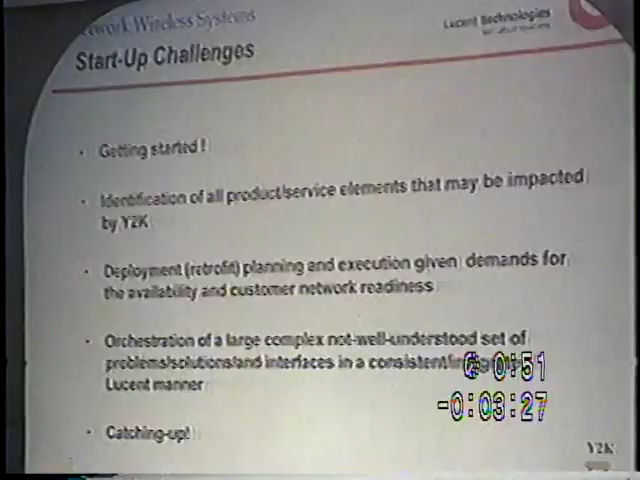 Network Wireless Systems
Lucent Technologies
Start-Up Challenges
• Getting started !
• Identification of all product/service elements that may be impacted
by Y2K
• Deployment (retrofit) planning and execution given demands for
the availability and customer network readiness
• Orchestration of a large complex not-well-understood set of
problems/solutions/and interfaces in a consistent
Lucent manner
• Catching-up!
0:51
-0:03:27
Y2K